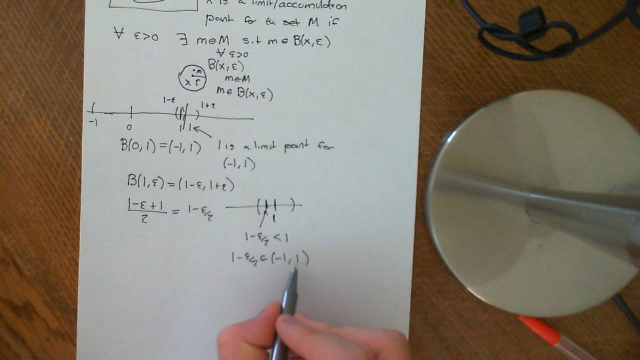 x is a limit/accumulation
point for the set M if
∀ ε>0 ∃ m∈M s.t m∈B(x,ε)
∀ ε>0
B(x,ε)
m∈M
m∈B(x,ε)
m
x ε
1-ε 1+ε
-1 0 1
B(0,1)=(-1,1) 1 is a limit point for
(-1,1)
B(1,ε)=(1-ε,1+ε)
(1-ε+1)/2 = 1-ε/2
1
1-ε/2 < 1
1-ε/2 ∈ (-1,1)